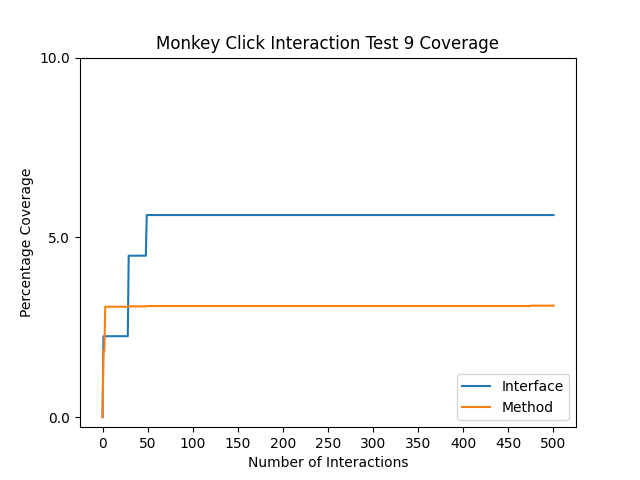 Monkey Click Interaction Test 9 Coverage
10.0
5.0
0.0
Percentage Coverage
Interface
Method
0 50 100 150 200 250 300 350 400 450 500
Number of Interactions